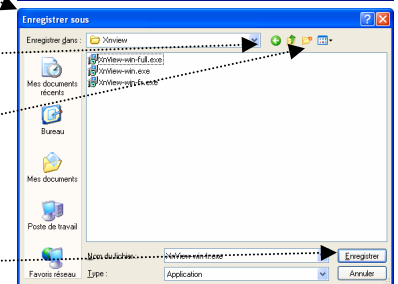 Enregistrer sous
Enregistrer dans :
Xnview
XnView-win-full.exe
XnView-win.exe
XnView-win-fr.exe
Mes documents
récents
Bureau
Mes documents
Poste de travail
Favoris réseau
Nom du fichier :
XnView-win-fr.exe
Enregistrer
Type :
Application
Annuler